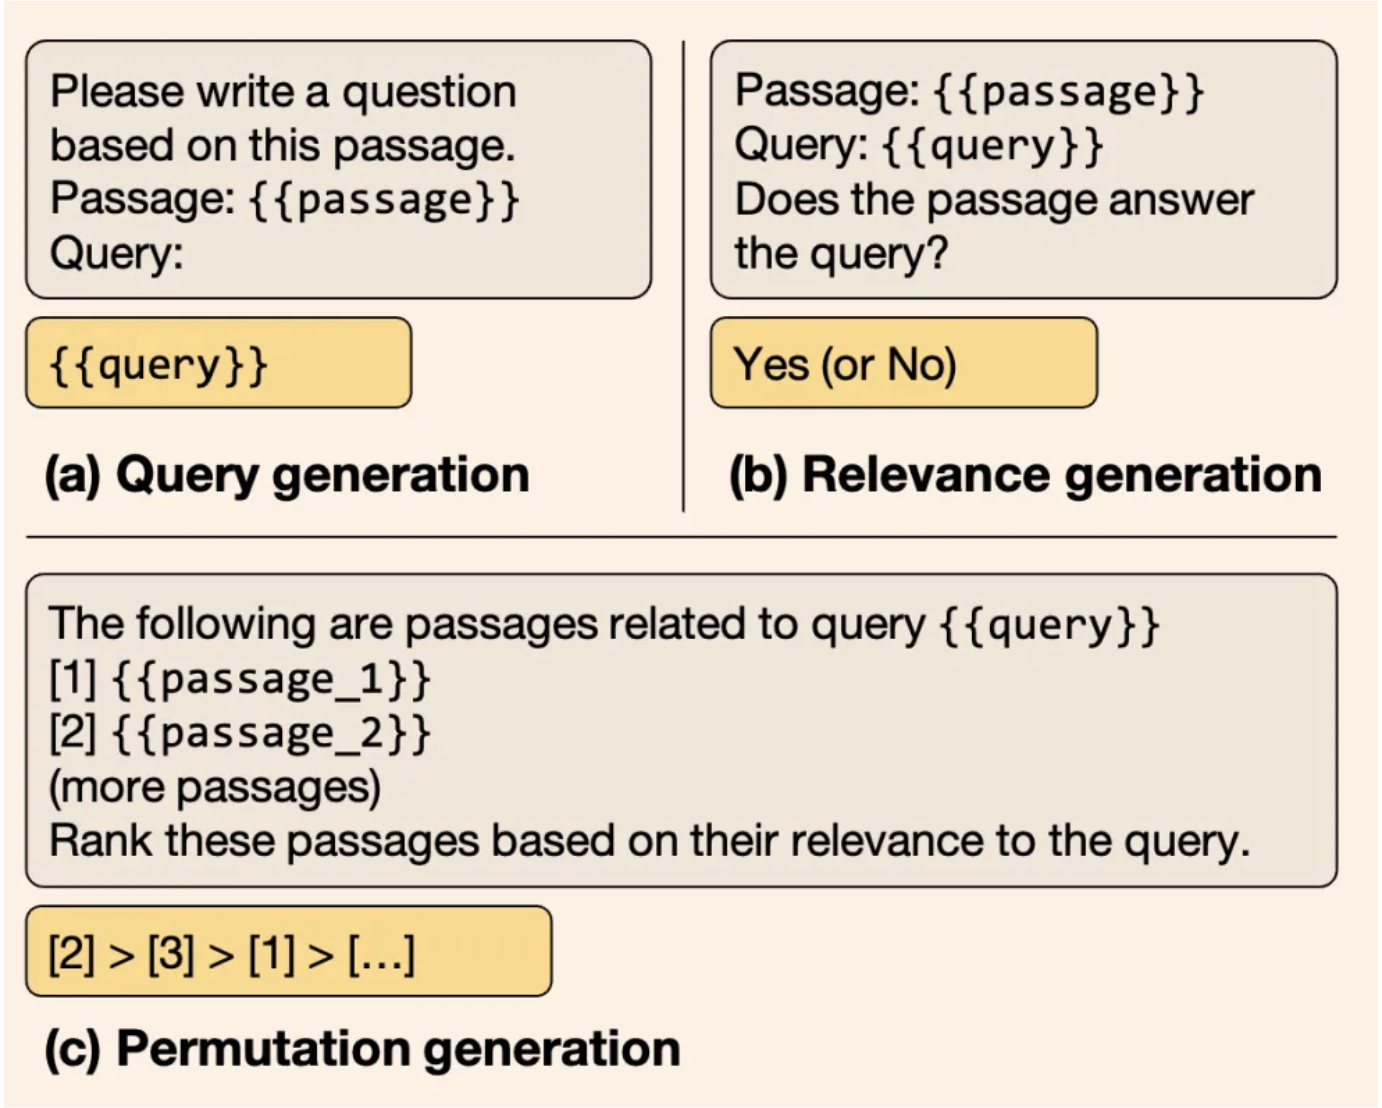 Please write a question
based on this passage.
Passage: {{passage}}
Query:
{{query}}
(a) Query generation
Passage: {{passage}}
Query: {{query}}
Does the passage answer
the query?
Yes (or No)
(b) Relevance generation
The following are passages related to query {{query}}
[1] {{passage_1}}
[2] {{passage_2}}
(more passages)
Rank these passages based on their relevance to the query.
[2] > [3] > [1] > [...]
(c) Permutation generation